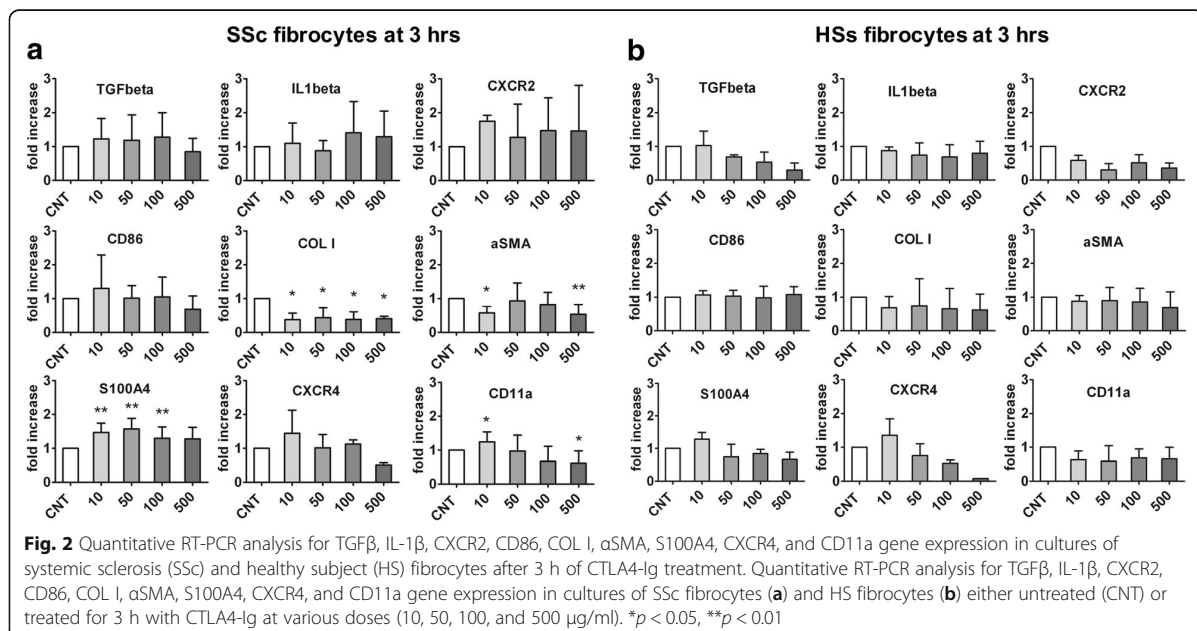 a
SSc fibrocytes at 3 hrs
TGFbeta
fold increase
3
2
1
0
CNT
10
50
100
500
IL1beta
fold increase
3
2
1
0
CNT
10
50
100
500
CXCR2
fold increase
3
2
1
0
CNT
10
50
100
500
CD86
fold increase
3
2
1
0
CNT
10
50
100
500
COL I
fold increase
3
2
1
0
* * * *
CNT
10
50
100
500
aSMA
fold increase
3
2
1
0
* **
CNT
10
50
100
500
S100A4
fold increase
3
2
1
0
** ** **
CNT
10
50
100
500
CXCR4
fold increase
3
2
1
0
CNT
10
50
100
500
CD11a
fold increase
3
2
1
0
* *
CNT
10
50
100
500
b
HSs fibrocytes at 3 hrs
TGFbeta
fold increase
3
2
1
0
CNT
10
50
100
500
IL1beta
fold increase
3
2
1
0
CNT
10
50
100
500
CXCR2
fold increase
3
2
1
0
CNT
10
50
100
500
CD86
fold increase
3
2
1
0
CNT
10
50
100
500
COL I
fold increase
3
2
1
0
CNT
10
50
100
500
aSMA
fold increase
3
2
1
0
CNT
10
50
100
500
S100A4
fold increase
3
2
1
0
CNT
10
50
100
500
CXCR4
fold increase
3
2
1
0
CNT
10
50
100
500
CD11a
fold increase
3
2
1
0
CNT
10
50
100
500
Fig. 2 Quantitative RT-PCR analysis for TGFβ, IL-1β, CXCR2, CD86, COL I, αSMA, S100A4, CXCR4, and CD11a gene expression in cultures of
systemic sclerosis (SSc) and healthy subject (HS) fibrocytes after 3 h of CTLA4-Ig treatment. Quantitative RT-PCR analysis for TGFβ, IL-1β, CXCR2,
CD86, COL I, αSMA, S100A4, CXCR4, and CD11a gene expression in cultures of SSc fibrocytes (a) and HS fibrocytes (b) either untreated (CNT) or
treated for 3 h with CTLA4-Ig at various doses (10, 50, 100, and 500 μg/ml). *p < 0.05, **p < 0.01